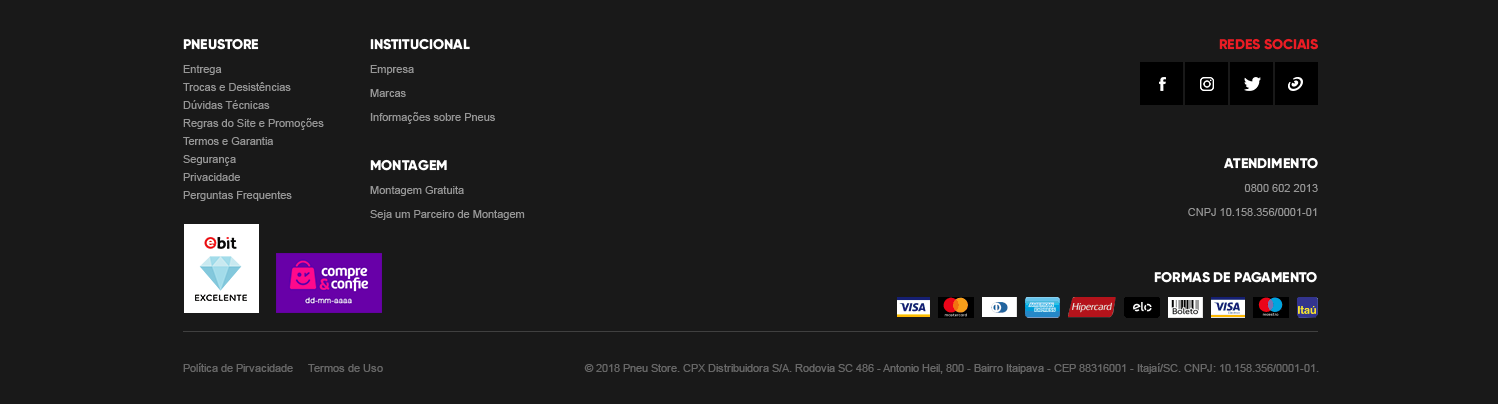 PNEUSTORE
Entrega
Trocas e Desistências
Dúvidas Técnicas
Regras do Site e Promoções
Termos e Garantia
Segurança
Privacidade
Perguntas Frequentes
ebit
EXCELENTE
compre
&confie
dd-mm-aaaa
INSTITUCIONAL
Empresa
Marcas
Informações sobre Pneus
MONTAGEM
Montagem Gratuita
Seja um Parceiro de Montagem
REDES SOCIAIS
ATENDIMENTO
0800 602 2013
CNPJ 10.158.356/0001-01
FORMAS DE PAGAMENTO
VISA mastercard AMERICAN EXPRESS Hipercard elo Boleto VISA maestro Itaú
Política de Pirvacidade Termos de Uso
© 2018 Pneu Store. CPX Distribuidora S/A. Rodovia SC 486 - Antonio Heil, 800 - Bairro Itaipava - CEP 88316001 - Itajaí/SC. CNPJ: 10.158.356/0001-01.